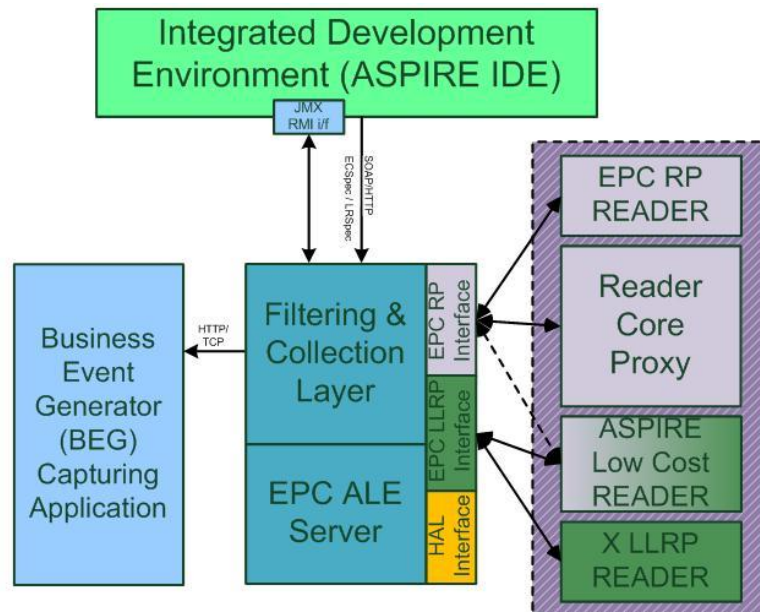 Integrated Development
Environment (ASPIRE IDE)
JMX
RMI i/f
SOAP/HTTP
ECSpec / LRSpec
Business
Event
Generator
(BEG)
Capturing
Application
HTTP/
TCP
Filtering &
Collection
Layer
EPC ALE
Server
EPC RP
Interface
EPC LLRP
Interface
HAL
Interface
EPC RP
READER
Reader
Core
Proxy
ASPIRE
Low Cost
READER
X LLRP
READER